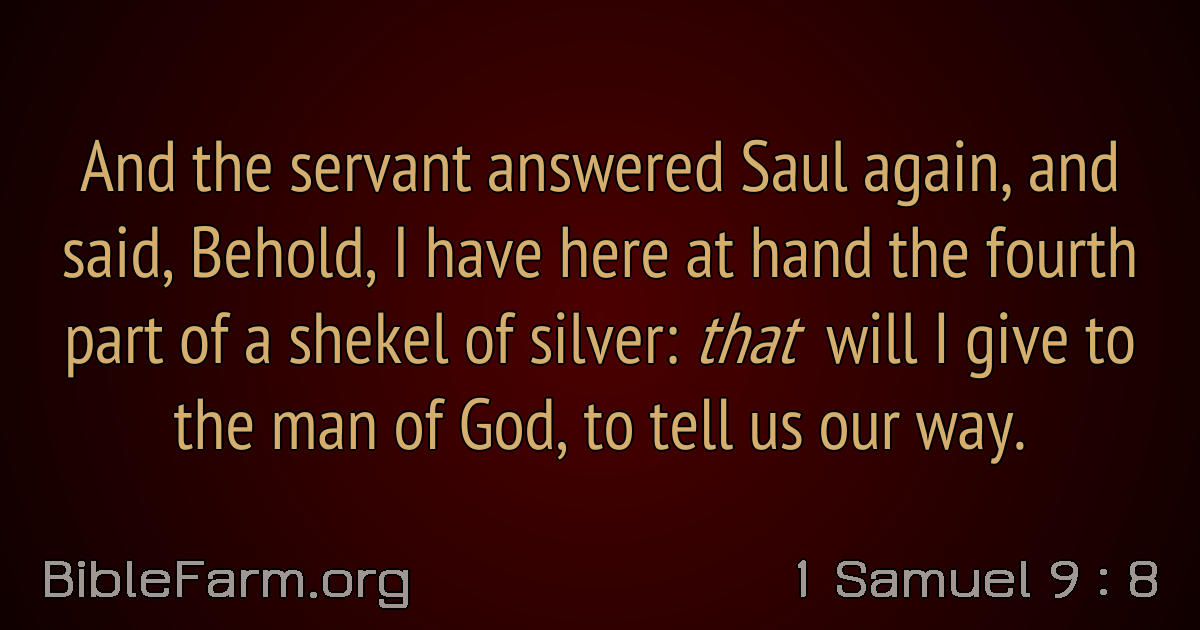 And the servant answered Saul again, and
said, Behold, I have here at hand the fourth
part of a shekel of silver: that will I give to
the man of God, to tell us our way.
BibleFarm.org
1 Samuel 9 : 8